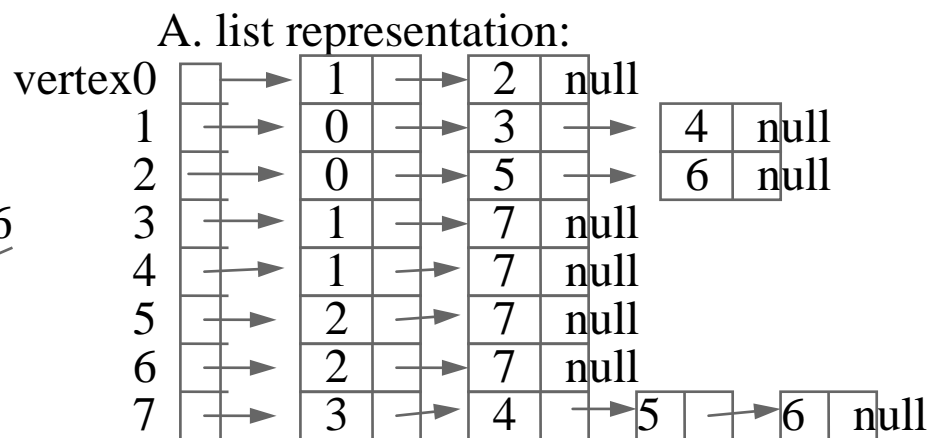 A. list representation:
vertex0 1 2 null
1 0 3 4 null
2 0 5 6 null
6 3 1 7 null
4 1 7 null
5 2 7 null
6 2 7 null
7 3 4 5 6 null